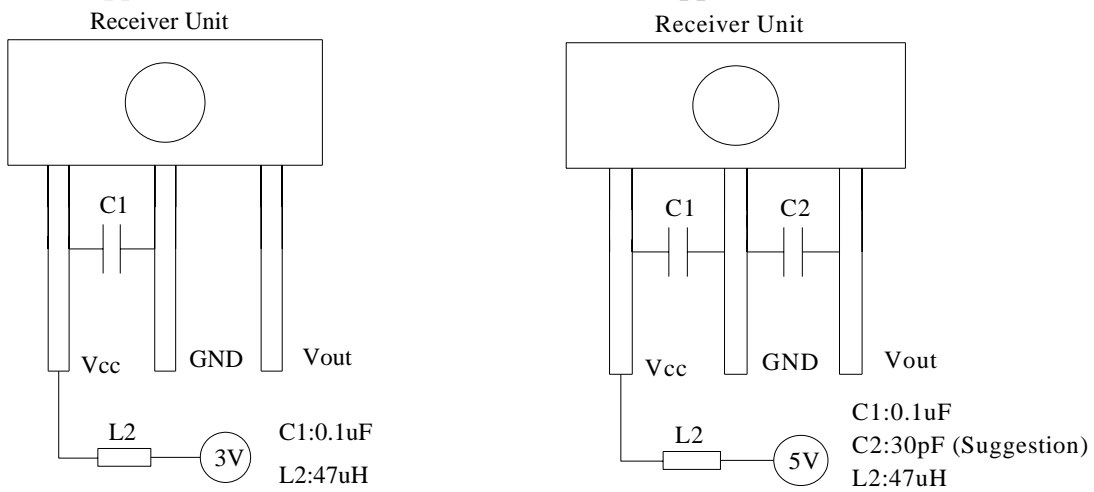 Receiver Unit
C1
Vcc
GND
Vout
L2
3V
C1:0.1uF
L2:47uH
Receiver Unit
C1
C2
Vcc
GND
Vout
L2
5V
C1:0.1uF
C2:30pF (Suggestion)
L2:47uH